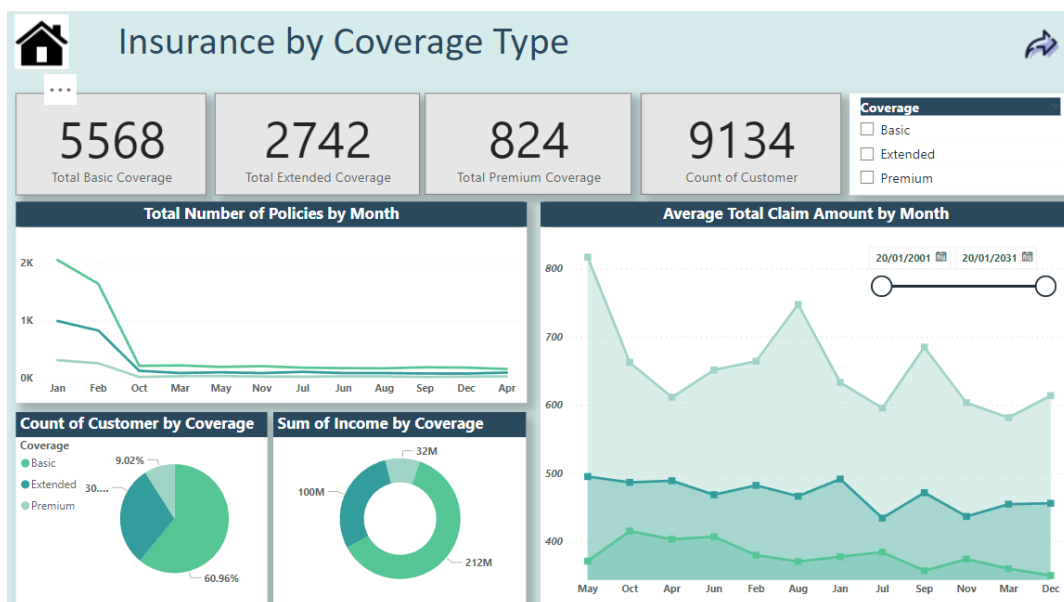 Insurance by Coverage Type
5568
Total Basic Coverage
2742
Total Extended Coverage
824
Total Premium Coverage
9134
Count of Customer
Coverage
Basic
Extended
Premium
Total Number of Policies by Month
2K
1K
0K
Jan Feb Oct Mar May Nov Jul Jun Aug Sep Dec Apr
Average Total Claim Amount by Month
20/01/2001 20/01/2031
800
700
600
500
400
May Oct Apr Jun Feb Aug Jan Jul Sep Nov Mar Dec
Count of Customer by Coverage
Coverage
Basic
Extended
Premium
9.02%
30....
60.96%
Sum of Income by Coverage
32M
100M
212M